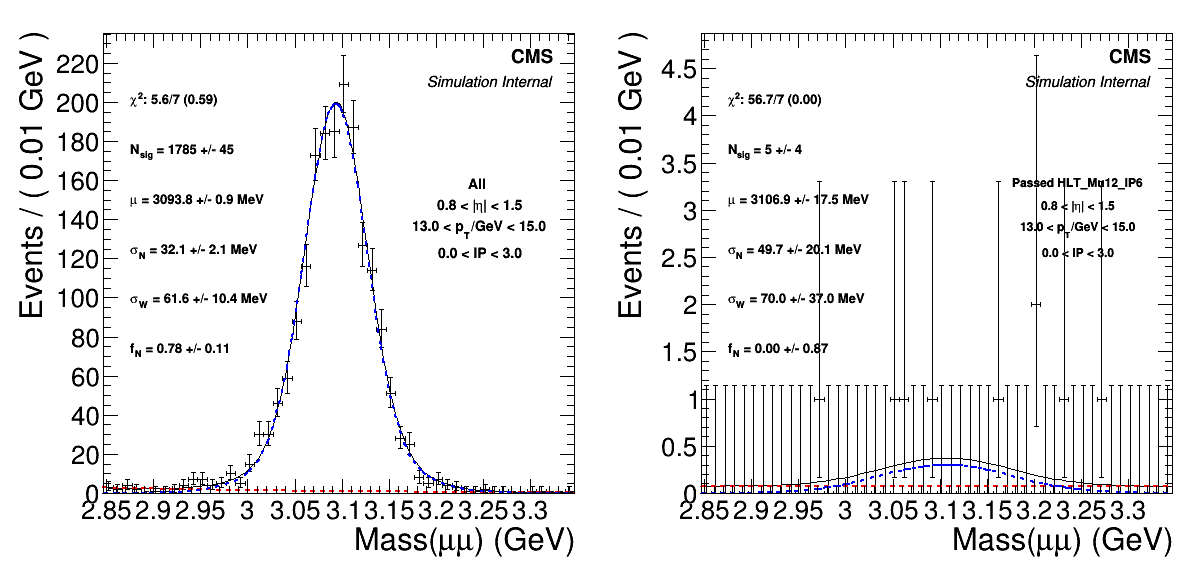 CMS
Simulation Internal
χ²: 5.6/7 (0.59)
N_sig = 1785 +/- 45
μ = 3093.8 +/- 0.9 MeV
σ_N = 32.1 +/- 2.1 MeV
σ_W = 61.6 +/- 10.4 MeV
f_N = 0.78 +/- 0.11
All
0.8 < |η| < 1.5
13.0 < p_T/GeV < 15.0
0.0 < IP < 3.0
Events / ( 0.01 GeV )
220
200
180
160
140
120
100
80
60
40
20
0
2.85 2.9 2.95 3 3.05 3.1 3.15 3.2 3.25 3.3
Mass(μμ) (GeV)
CMS
Simulation Internal
χ²: 56.7/7 (0.00)
N_sig = 5 +/- 4
μ = 3106.9 +/- 17.5 MeV
σ_N = 49.7 +/- 20.1 MeV
σ_W = 70.0 +/- 37.0 MeV
f_N = 0.00 +/- 0.87
Passed HLT_Mu12_IP6
0.8 < |η| < 1.5
13.0 < p_T/GeV < 15.0
0.0 < IP < 3.0
Events / ( 0.01 GeV )
4.5
4
3.5
3
2.5
2
1.5
1
0.5
0
2.85 2.9 2.95 3 3.05 3.1 3.15 3.2 3.25 3.3
Mass(μμ) (GeV)